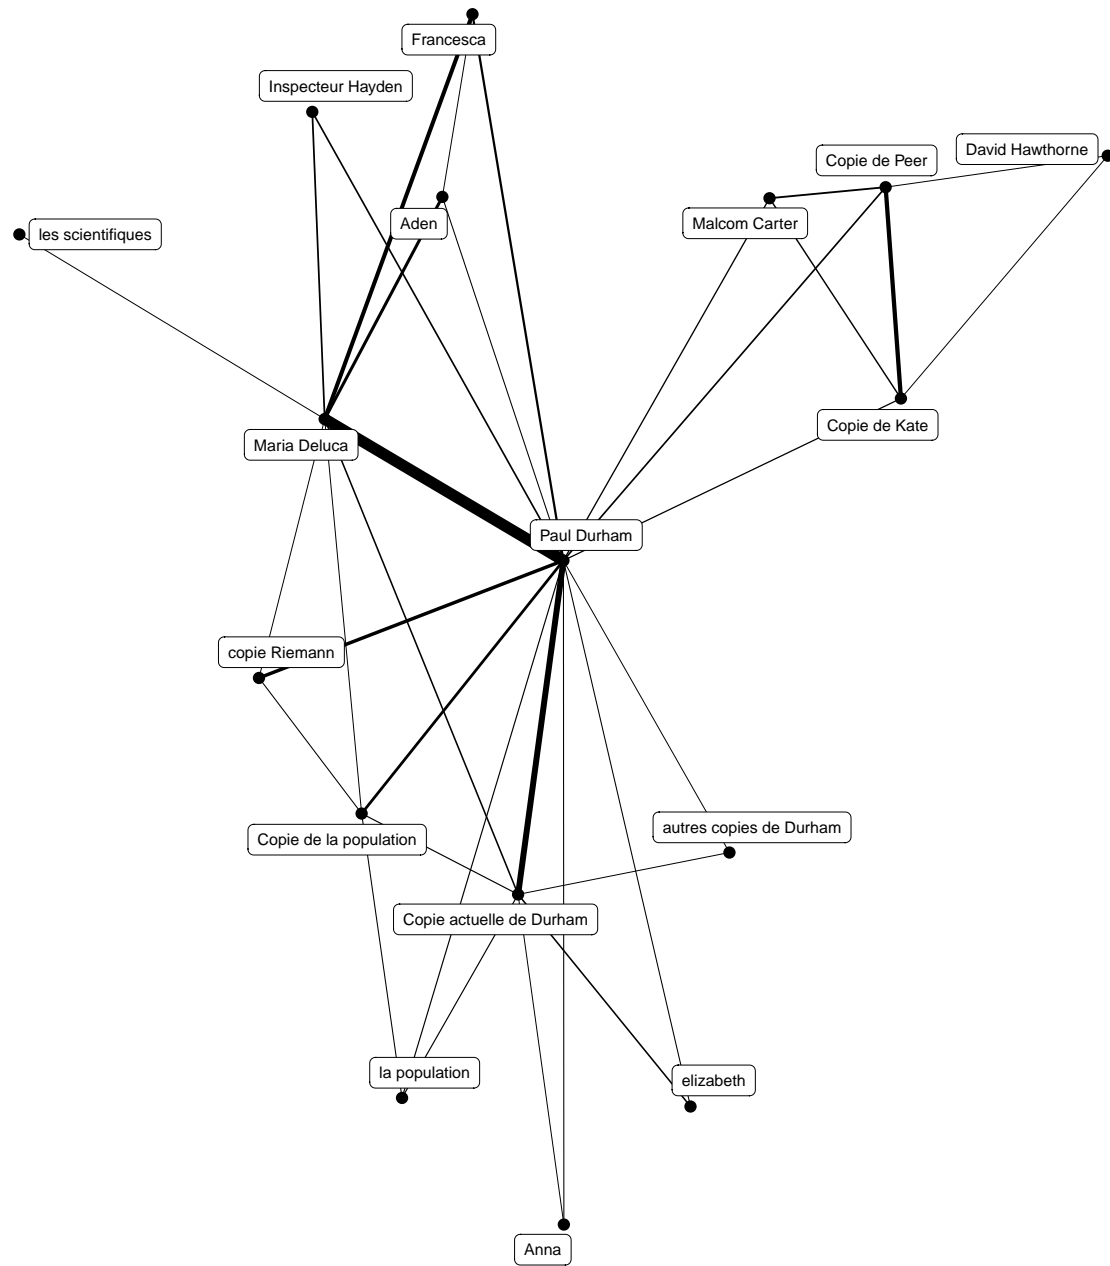 Francesca
Inspecteur Hayden
David Hawthorne
Copie de Peer
Aden
Malcom Carter
les scientifiques
Copie de Kate
Maria Deluca
Paul Durham
copie Riemann
autres copies de Durham
Copie de la population
Copie actuelle de Durham
la population
elizabeth
Anna